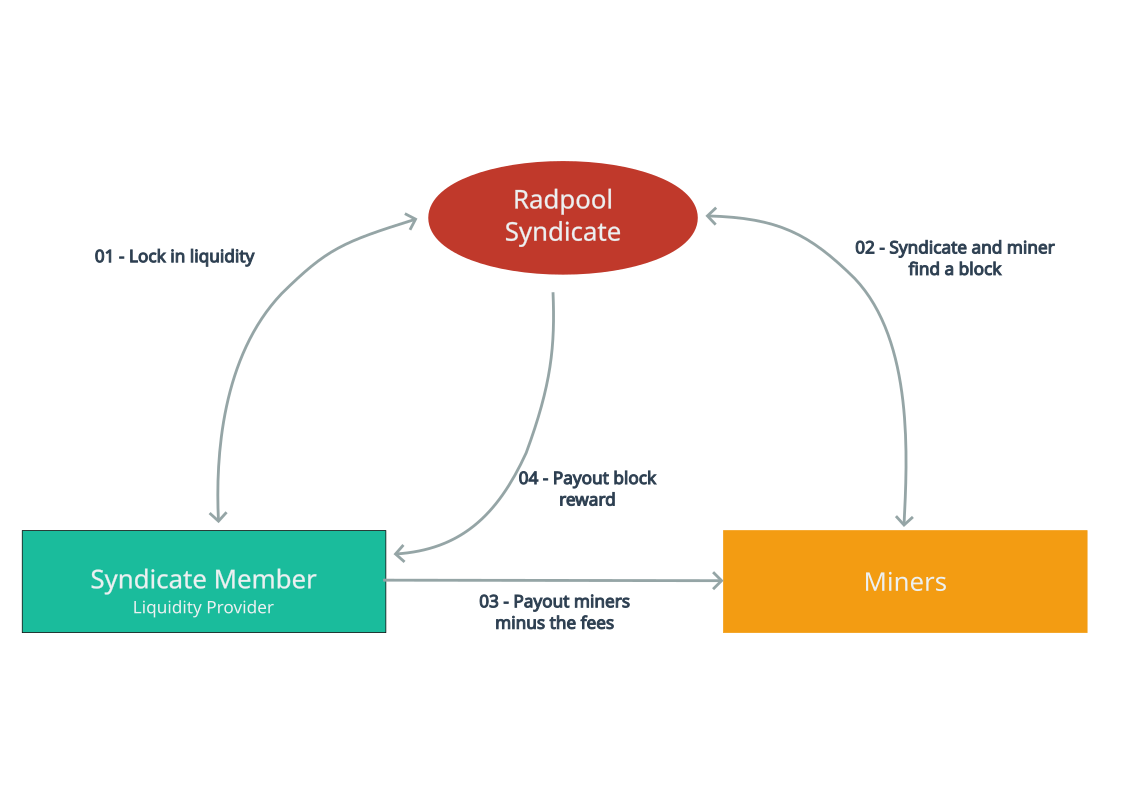 Radpool
Syndicate
01 - Lock in liquidity
02 - Syndicate and miner
find a block
04 - Payout block
reward
Syndicate Member
Liquidity Provider
Miners
03 - Payout miners
minus the fees